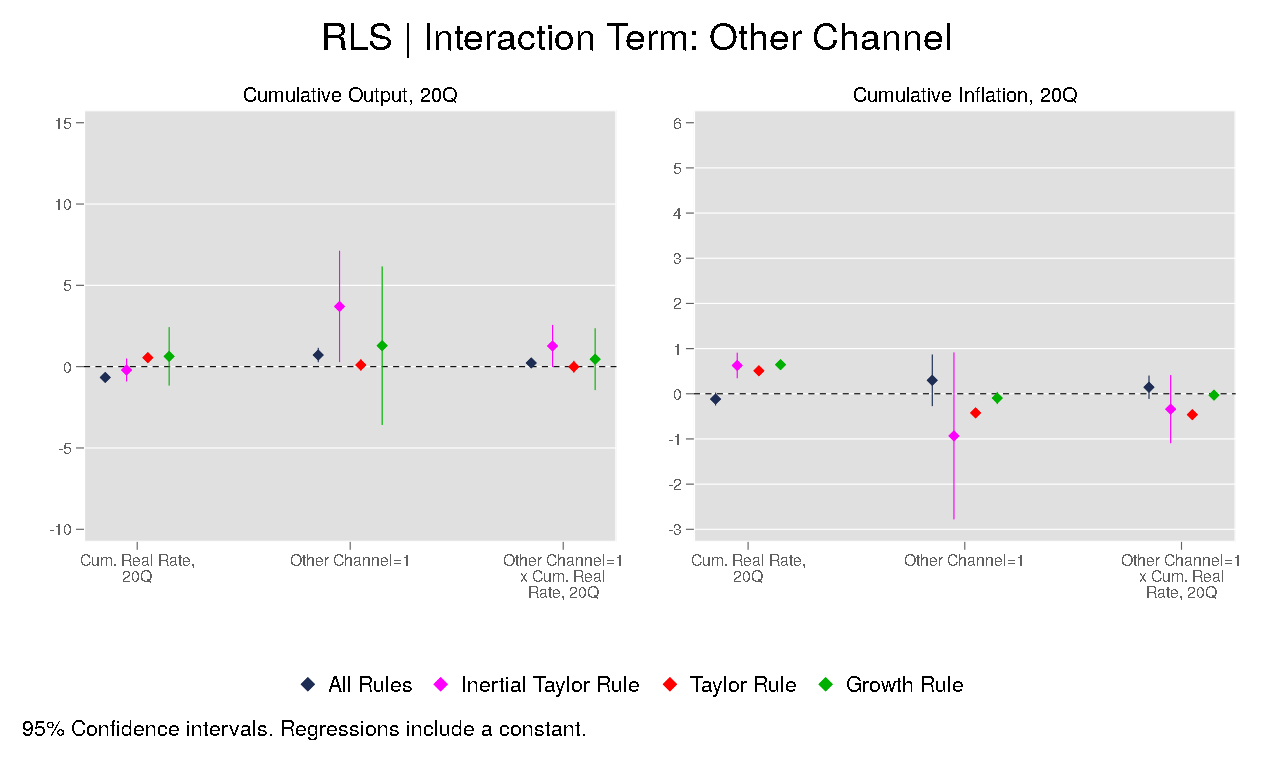 RLS | Interaction Term: Other Channel
Cumulative Output, 20Q
15
10
5
0
-5
-10
Cum. Real Rate,
20Q
Other Channel=1
Other Channel=1
x Cum. Real
Rate, 20Q
Cumulative Inflation, 20Q
6
5
4
3
2
1
0
-1
-2
-3
Cum. Real Rate,
20Q
Other Channel=1
Other Channel=1
x Cum. Real
Rate, 20Q
All Rules Inertial Taylor Rule Taylor Rule Growth Rule
95% Confidence intervals. Regressions include a constant.